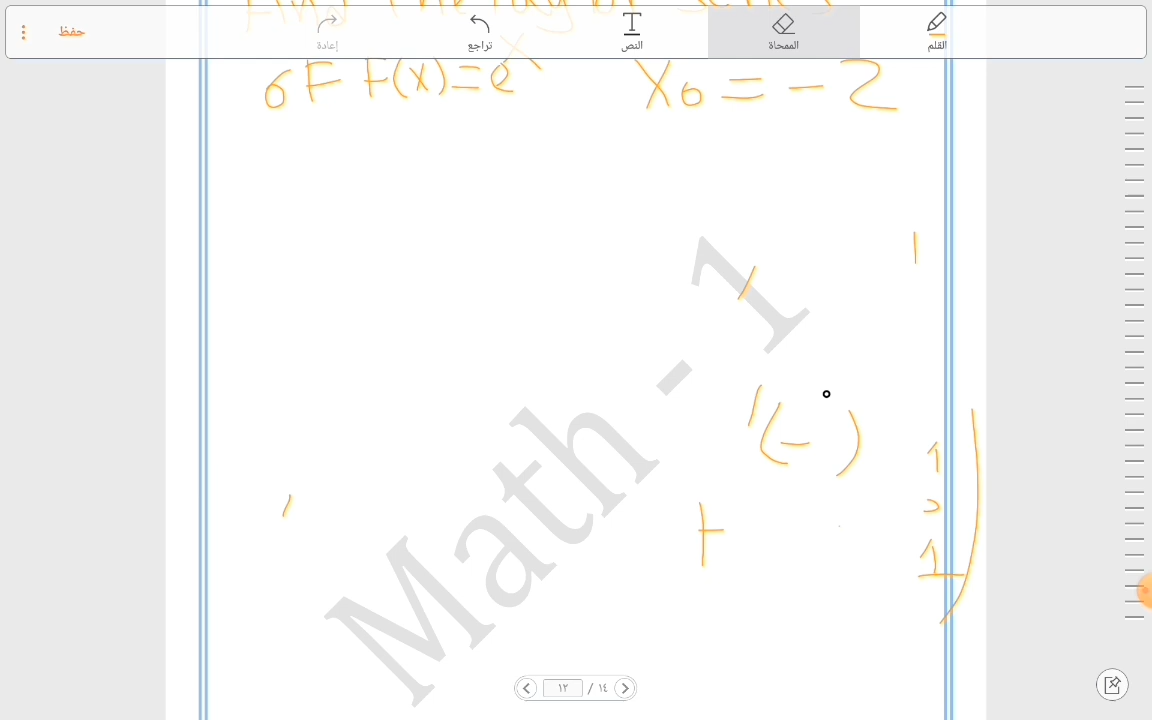 حفظ
إعادة
تراجع
النص
الممحاة
القلم
of F(x)=e^x    X0 = -2
Math - 1
(-)
+
١٢ / ١٤